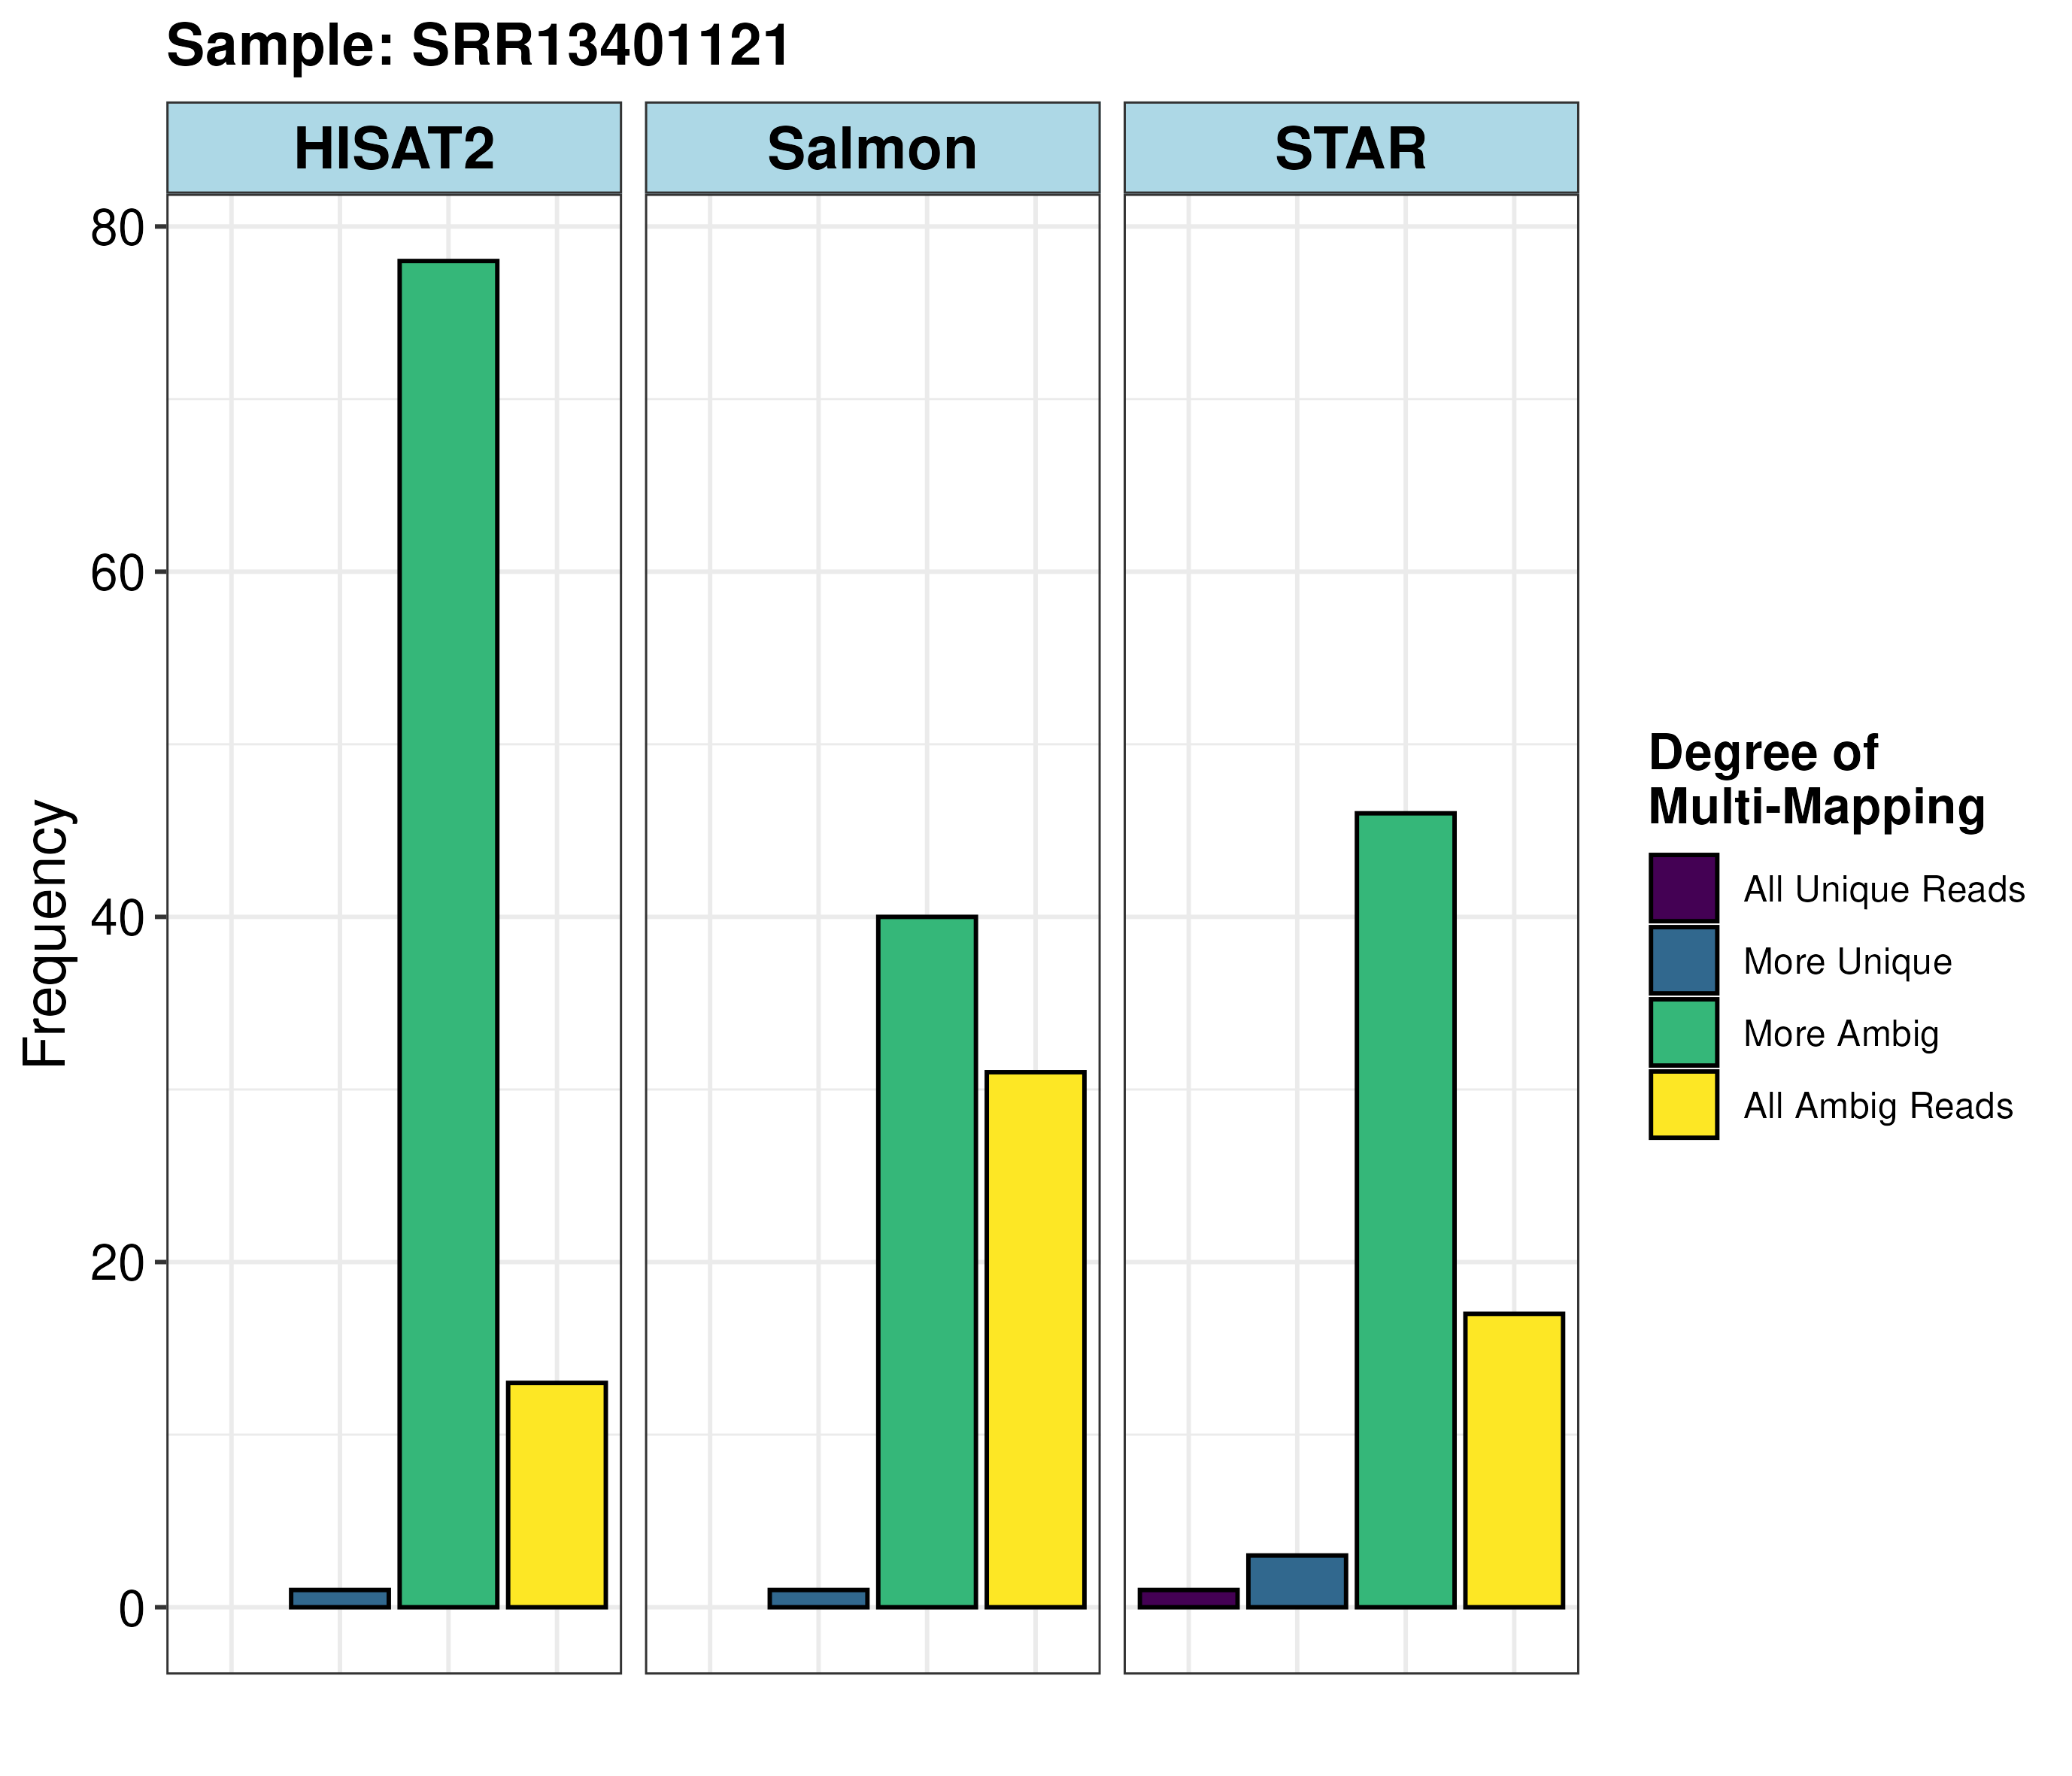 Sample: SRR13401121
HISAT2
Salmon
STAR
80
60
40
20
0
Frequency
Degree of
Multi-Mapping
All Unique Reads
More Unique
More Ambig
All Ambig Reads